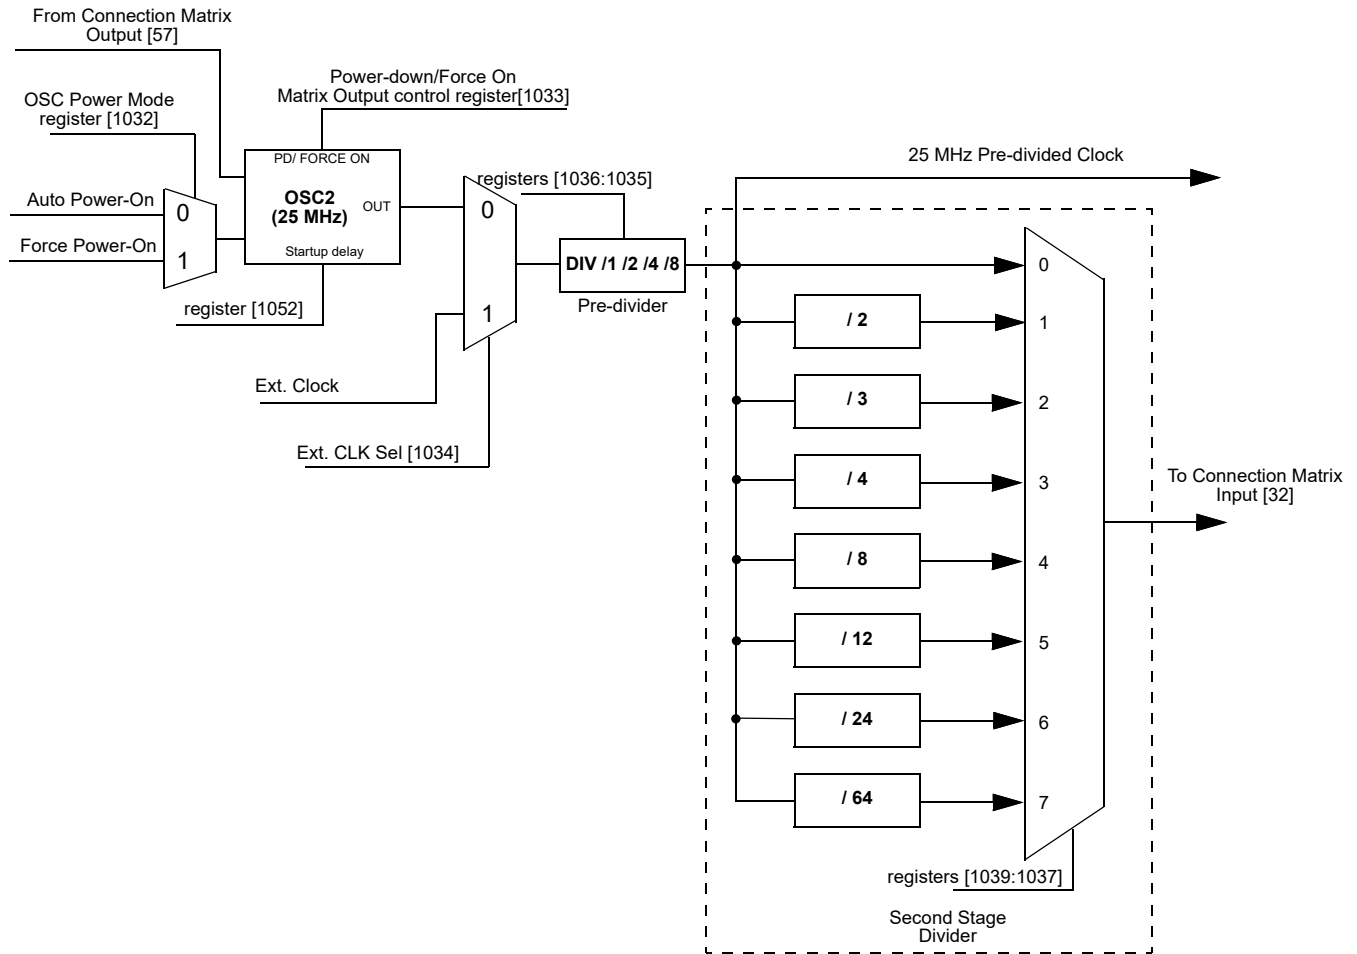 From Connection Matrix
Output [57]
Power-down/Force On
Matrix Output control register[1033]
OSC Power Mode
register [1032]
PD/ FORCE ON
OSC2
(25 MHz)
OUT
Startup delay
Auto Power-On
0
Force Power-On
1
register [1052]
0
1
registers [1036:1035]
DIV /1 /2 /4 /8
Pre-divider
Ext. Clock
Ext. CLK Sel [1034]
25 MHz Pre-divided Clock
0
/ 2
1
/ 3
2
/ 4
3
/ 8
4
/ 12
5
/ 24
6
/ 64
7
To Connection Matrix
Input [32]
registers [1039:1037]
Second Stage
Divider